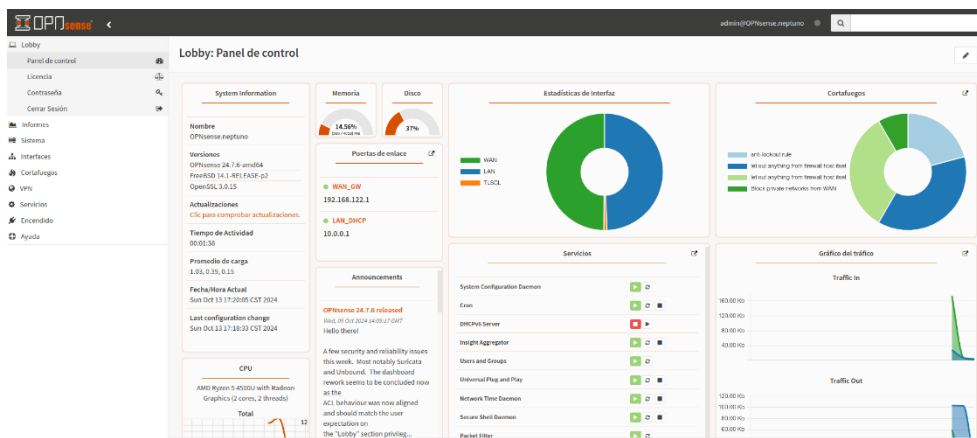 OPNsense
admin@OPNsense.neptuno
Lobby
Panel de control
Licencia
Contraseña
Cerrar Sesión
Informes
Sistema
Interfaces
Cortafuegos
VPN
Servicios
Encendido
Ayuda
Lobby: Panel de control
System Information
Nombre
OPNsense.neptuno
Versiones
OPNsense 24.7.6-amd64
FreeBSD 14.1-RELEASE-p2
OpenSSL 3.0.15
Actualizaciones
Clic para comprobar actualizaciones.
Tiempo de Actividad
00:01:38
Promedio de carga
1.03, 0.39, 0.15
Fecha/Hora Actual
Sun Oct 13 17:20:05 CST 2024
Last configuration change
Sun Oct 13 17:18:33 CST 2024
CPU
AMD Ryzen 5 4500U with Radeon
Graphics (2 cores, 2 threads)
Total
12
Memoria
14.56%
Disco
37%
Puertas de enlace
WAN_GW
192.168.122.1
LAN_DHCP
10.0.0.1
Announcements
OPNsense 24.7.6 released
Wed, 09 Oct 2024 14:05:17 GMT
Hello there!
A few security and reliability issues
this week. Most notably Suricata
and Unbound. The dashboard
rework seems to be concluded now
as the
ACL behaviour was now aligned
and should match the user
expectation on
the "Lobby" section privileg...
Estadísticas de Interfaz
WAN
LAN
TLSCL
Servicios
System Configuration Daemon
Cron
DHCPv6 Server
Insight Aggregator
Users and Groups
Universal Plug and Play
Network Time Daemon
Secure Shell Daemon
Packet Filter
Cortafuegos
anti-lockout rule
let out anything from firewall host itself
let out anything from firewall host itself
Block private networks from WAN
Gráfico del tráfico
Traffic In
160.00 Kb
120.00 Kb
80.00 Kb
40.00 Kb
Traffic Out
120.00 Kb
100.00 Kb
80.00 Kb
60.00 Kb